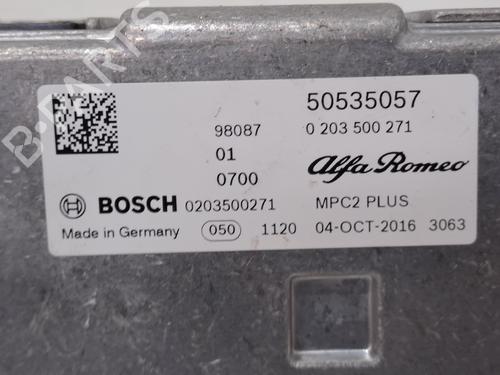 50535057
98087 0 203 500 271
01
0700 Alfa Romeo
BOSCH 0203500271 MPC2 PLUS
Made in Germany 050 1120 04-OCT-2016 3063
B-PARTS